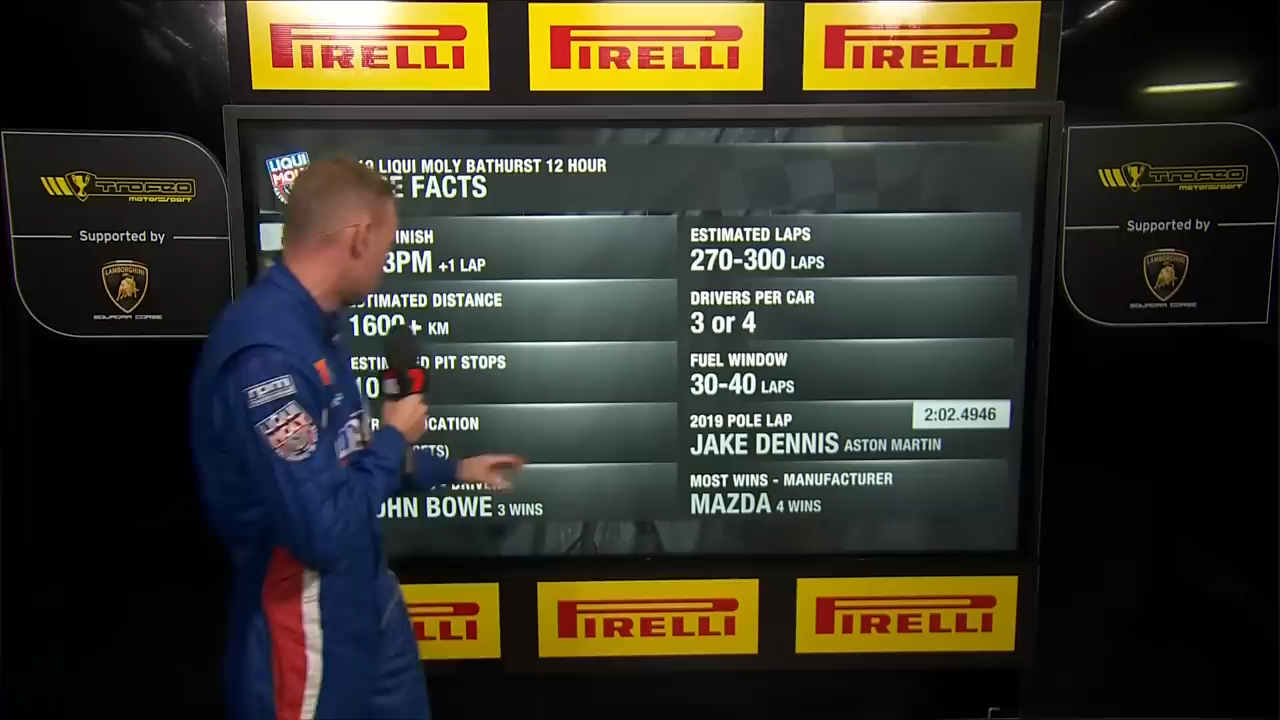 PIRELLI
PIRELLI
PIRELLI
TROFEO
MOTORSPORT
Supported by
LAMBORGHINI
SQUADRA CORSE
TROFEO
MOTORSPORT
Supported by
LAMBORGHINI
SQUADRA CORSE
LIQUI
LIQUI MOLY BATHURST 12 HOUR
FACTS
3PM +1 LAP
ESTIMATED LAPS
270-300 LAPS
DISTANCE
1600+ KM
DRIVERS PER CAR
3 or 4
PIT STOPS
10
FUEL WINDOW
30-40 LAPS
2019 POLE LAP
2:02.4946
JAKE DENNIS ASTON MARTIN
BOWE 3 WINS
MOST WINS - MANUFACTURER
MAZDA 4 WINS
LLI
PIRELLI
PIRELLI